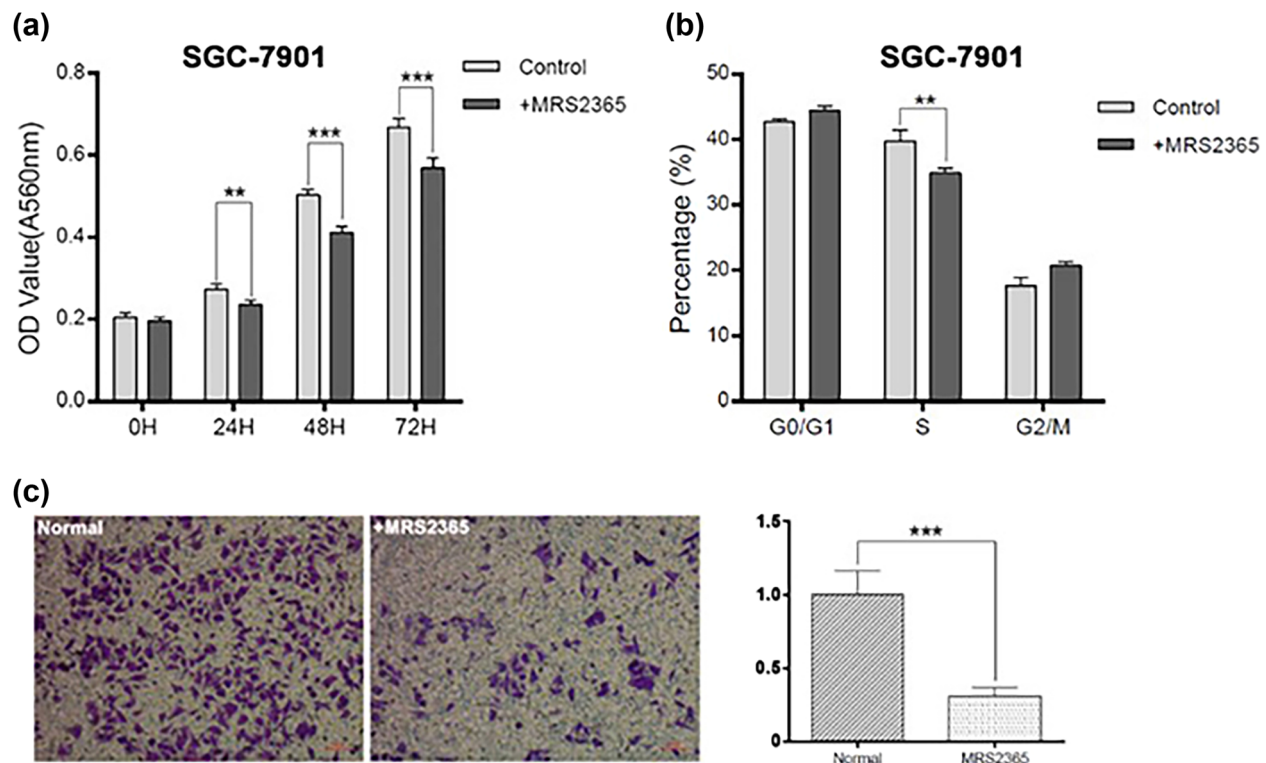 (a)
SGC-7901
Control
+MRS2365
OD Value(A560nm)
0.8
0.6
0.4
0.2
0.0
**
***
***
0H
24H
48H
72H
(b)
SGC-7901
Control
+MRS2365
Percentage (%)
50
40
30
20
10
0
**
G0/G1
S
G2/M
(c)
Normal
+MRS2365
1.5
1.0
0.5
0
***
Normal
MRS2365